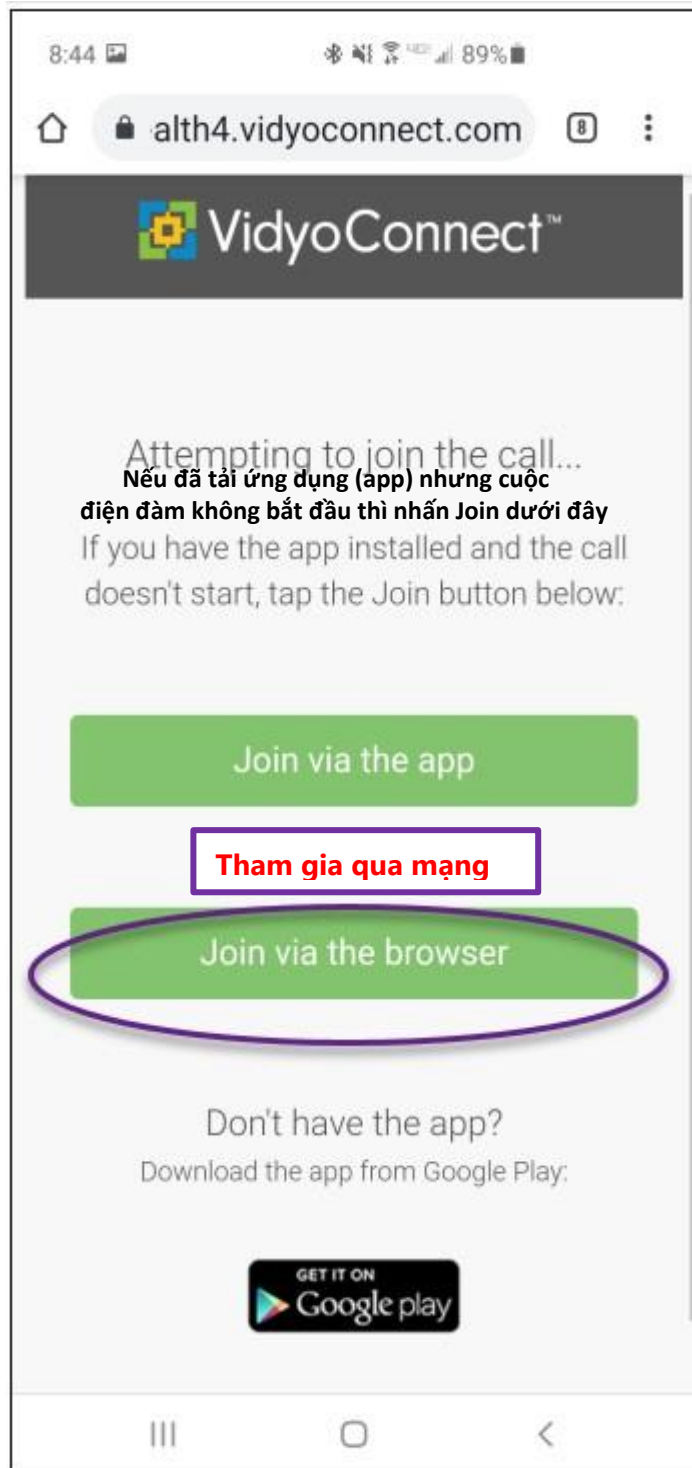 8:44 89%
alth4.vidyoconnect.com 8
VidyoConnect™
Attempting to join the call...
Nếu đã tải ứng dụng (app) nhưng cuộc
điện đàm không bắt đầu thì nhấn Join dưới đây
If you have the app installed and the call
doesn't start, tap the Join button below:
Join via the app
Tham gia qua mạng
Join via the browser
Don't have the app?
Download the app from Google Play:
GET IT ON
Google play